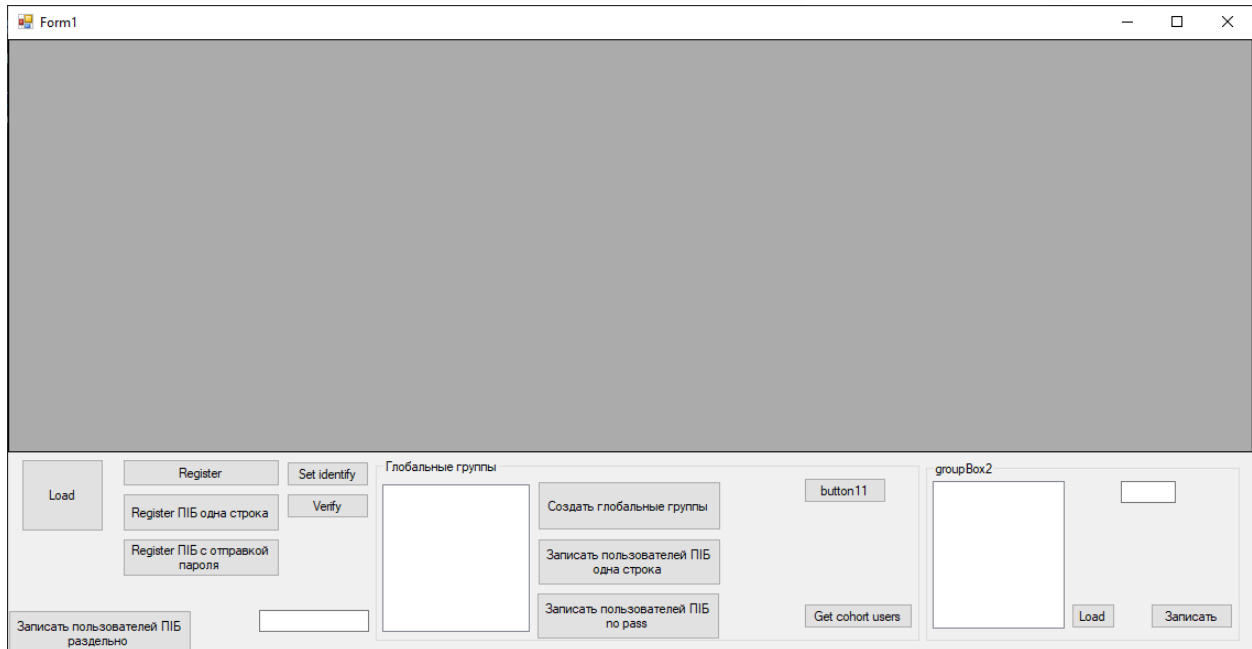 Form1
Load
Register
Set identify
Register ПІБ одна строка
Verify
Register ПІБ с отправкой
пароля
Записать пользователей ПІБ
раздельно
Глобальные группы
Создать глобальные группы
Записать пользователей ПІБ
одна строка
Записать пользователей ПІБ
no pass
button11
Get cohort users
groupBox2
Load
Записать